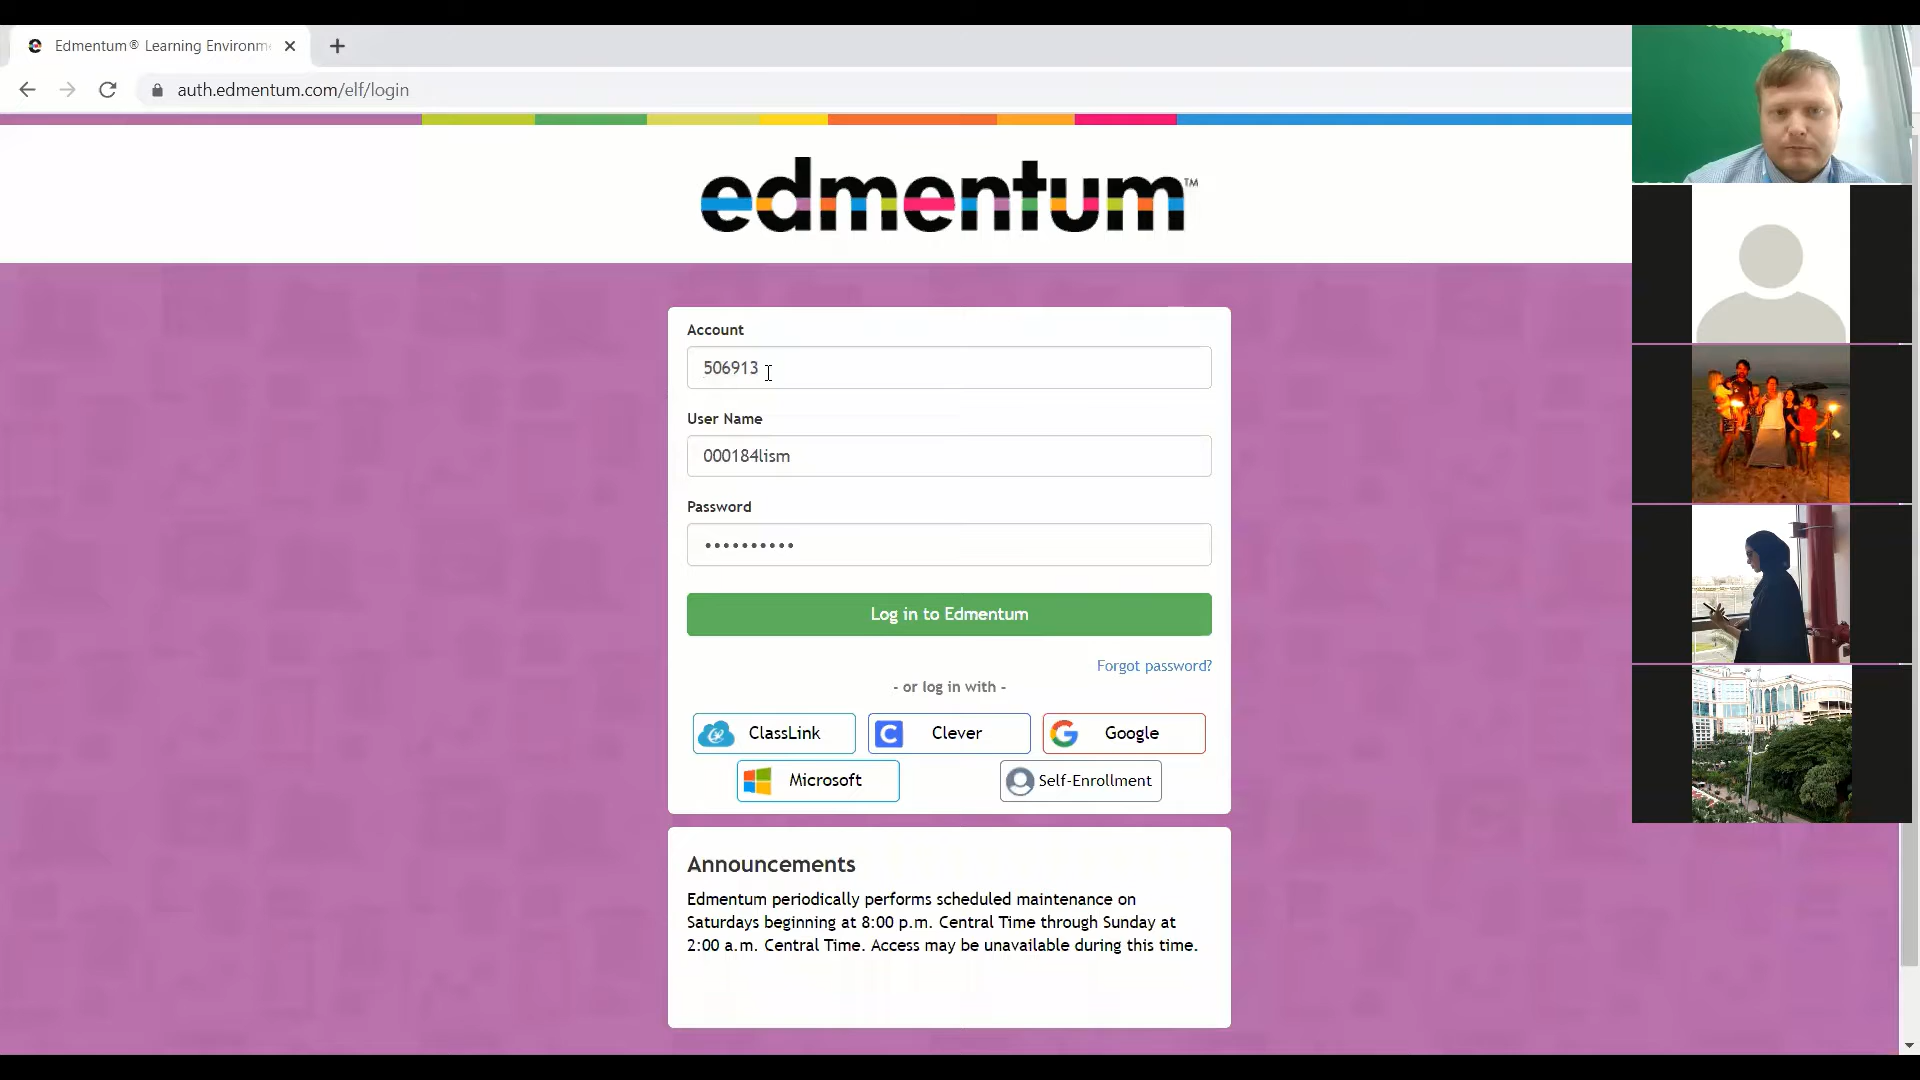 Edmentum® Learning Environm
auth.edmentum.com/elf/login
edmentum™
Account
506913
User Name
000184lism
Password
••••••••••
Log in to Edmentum
Forgot password?
- or log in with -
ClassLink
Clever
Google
Microsoft
Self-Enrollment
Announcements
Edmentum periodically performs scheduled maintenance on
Saturdays beginning at 8:00 p.m. Central Time through Sunday at
2:00 a.m. Central Time. Access may be unavailable during this time.